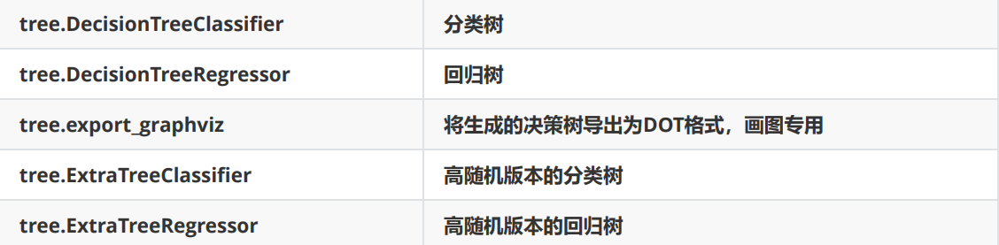 tree.DecisionTreeClassifier 分类树
tree.DecisionTreeRegressor 回归树
tree.export_graphviz 将生成的决策树导出为DOT格式，画图专用
tree.ExtraTreeClassifier 高随机版本的分类树
tree.ExtraTreeRegressor 高随机版本的回归树